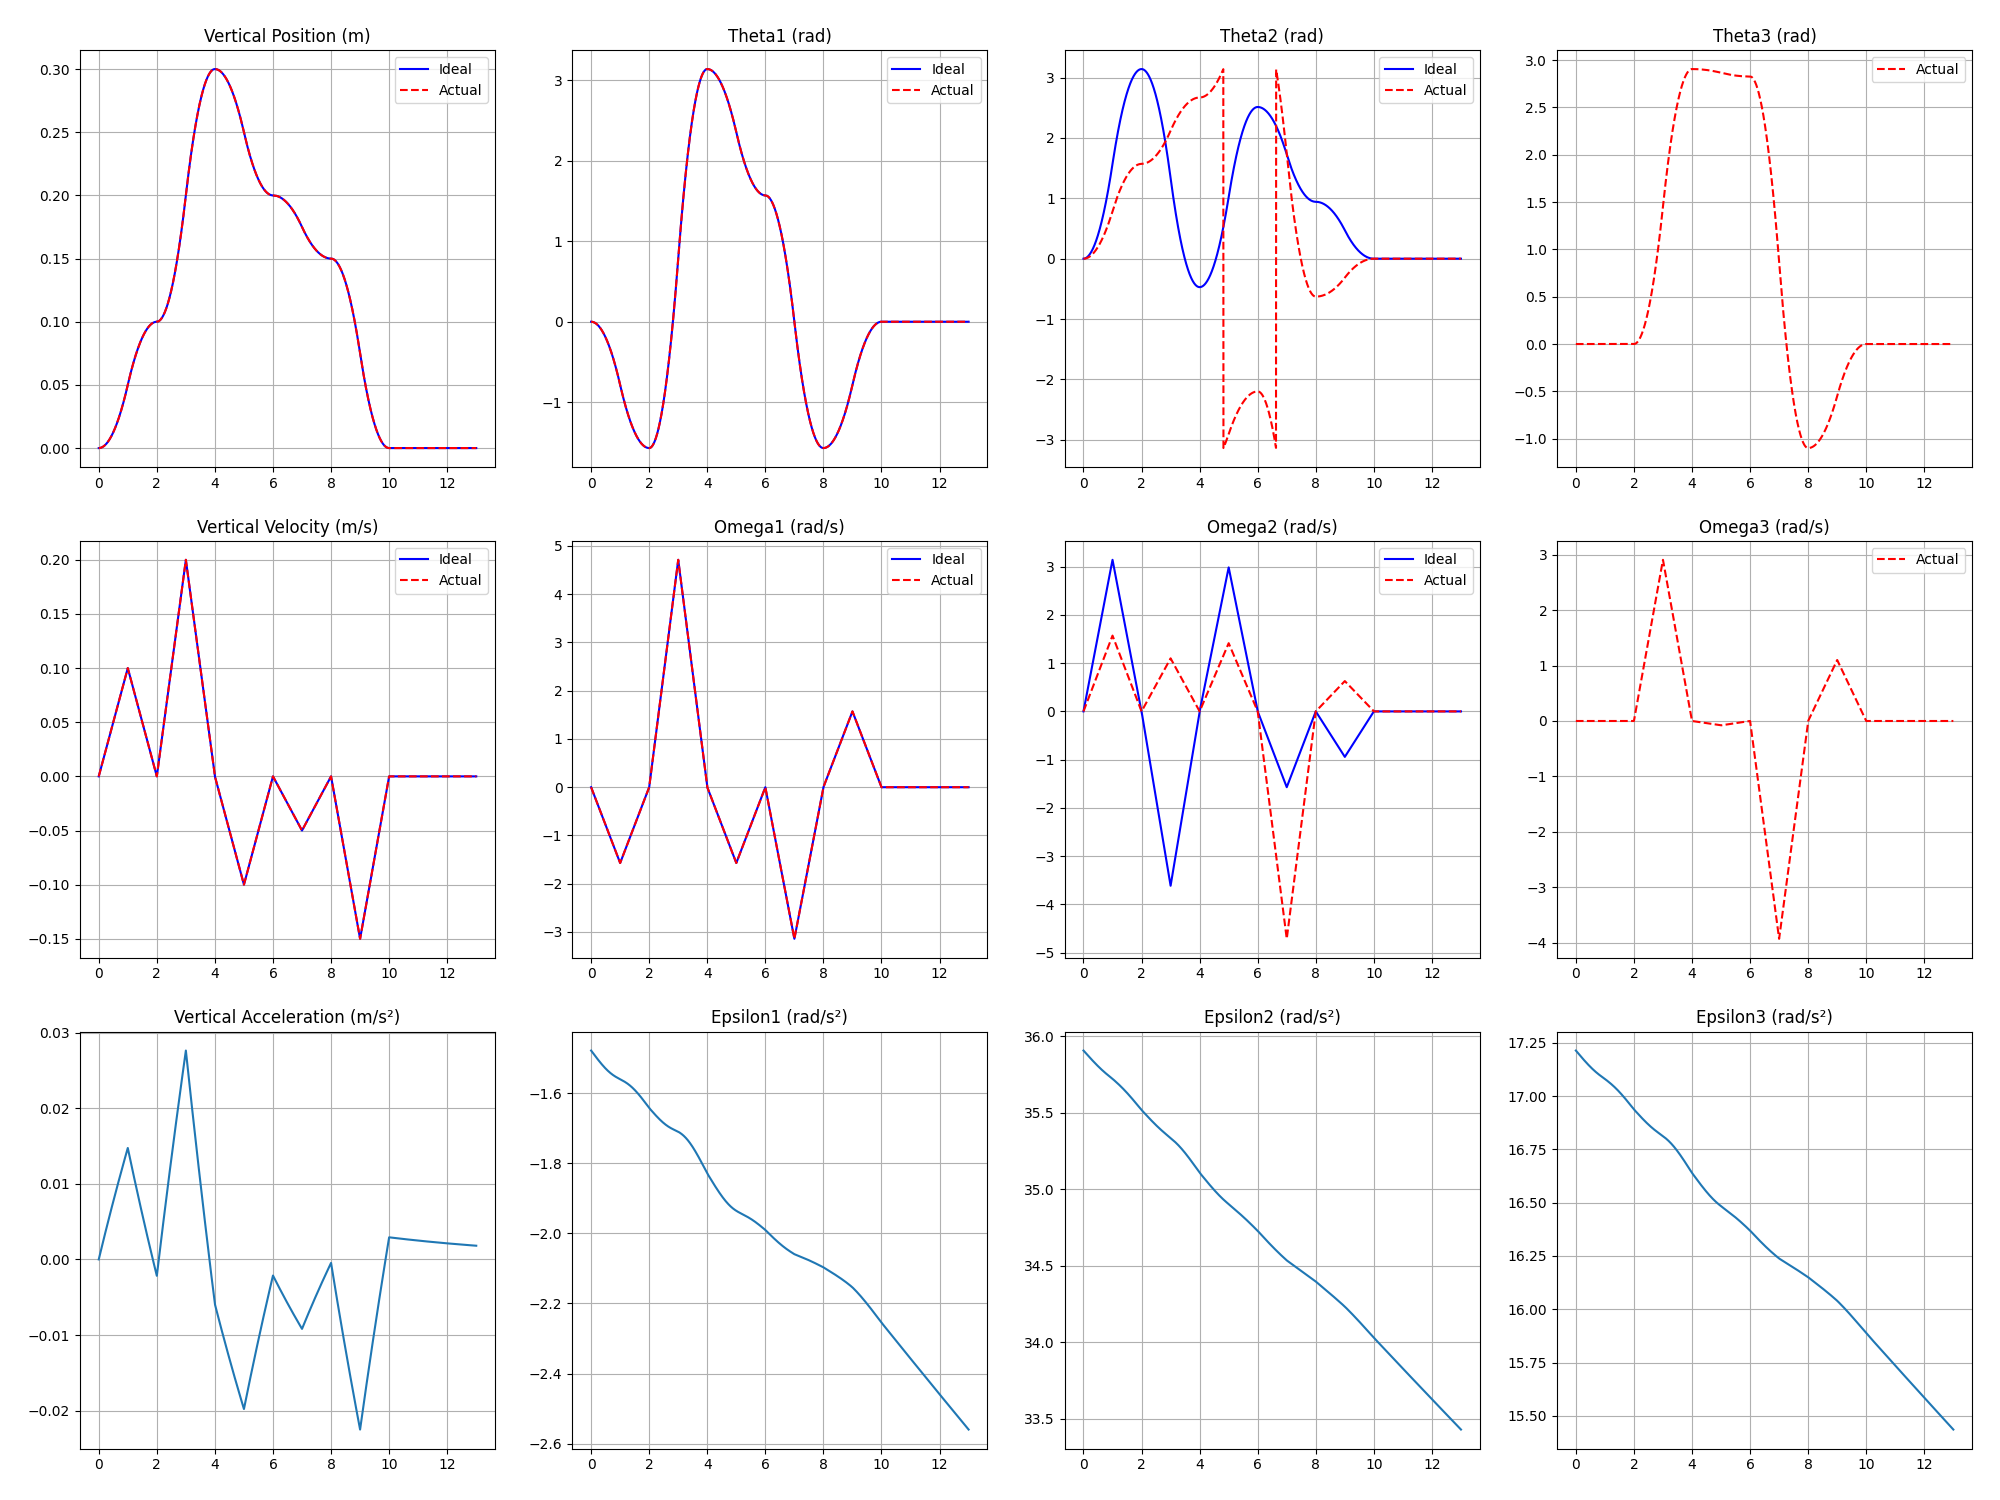 Vertical Position (m)
0.30
0.25
0.20
0.15
0.10
0.05
0.00
0 2 4 6 8 10 12
Ideal
Actual
Theta1 (rad)
3
2
1
0
−1
0 2 4 6 8 10 12
Ideal
Actual
Theta2 (rad)
3
2
1
0
−1
−2
−3
0 2 4 6 8 10 12
Ideal
Actual
Theta3 (rad)
3.0
2.5
2.0
1.5
1.0
0.5
0.0
−0.5
−1.0
0 2 4 6 8 10 12
Actual
Vertical Velocity (m/s)
0.20
0.15
0.10
0.05
0.00
−0.05
−0.10
−0.15
0 2 4 6 8 10 12
Ideal
Actual
Omega1 (rad/s)
5
4
3
2
1
0
−1
−2
−3
0 2 4 6 8 10 12
Ideal
Actual
Omega2 (rad/s)
3
2
1
0
−1
−2
−3
−4
−5
0 2 4 6 8 10 12
Ideal
Actual
Omega3 (rad/s)
3
2
1
0
−1
−2
−3
−4
0 2 4 6 8 10 12
Actual
Vertical Acceleration (m/s²)
0.03
0.02
0.01
0.00
−0.01
−0.02
0 2 4 6 8 10 12
Epsilon1 (rad/s²)
−1.6
−1.8
−2.0
−2.2
−2.4
−2.6
0 2 4 6 8 10 12
Epsilon2 (rad/s²)
36.0
35.5
35.0
34.5
34.0
33.5
0 2 4 6 8 10 12
Epsilon3 (rad/s²)
17.25
17.00
16.75
16.50
16.25
16.00
15.75
15.50
0 2 4 6 8 10 12